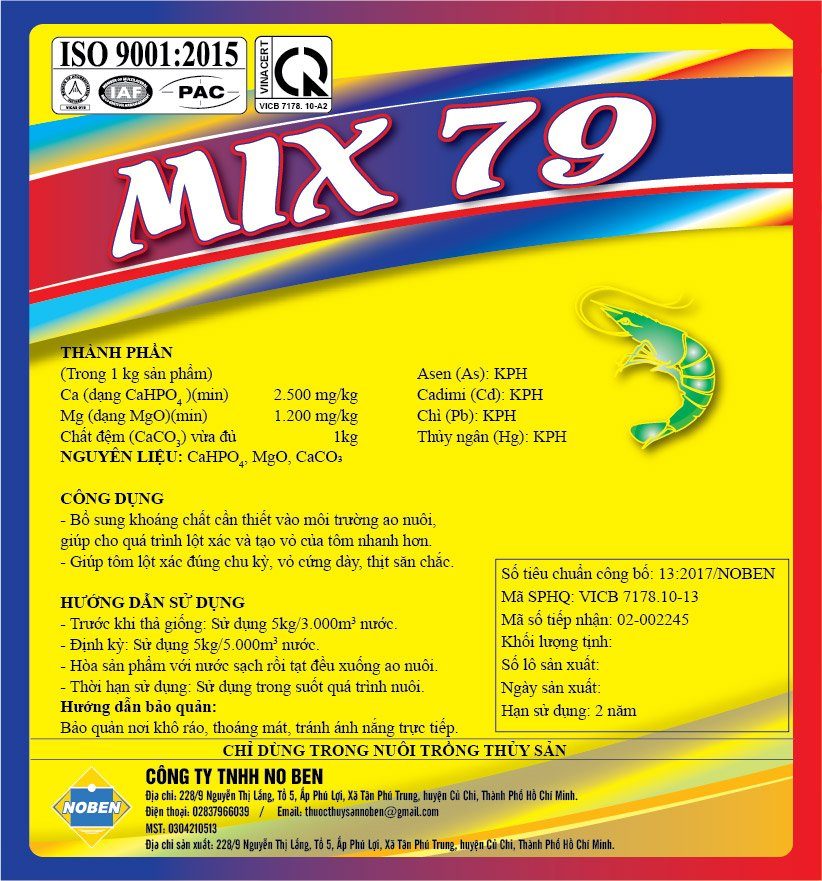 ISO 9001:2015
IAF
PAC
VINACERT
VICB 7178. 10-A2
MIX 79
THÀNH PHẦN
(Trong 1 kg sản phẩm)
Ca (dạng CaHPO₄ )(min) 2.500 mg/kg
Mg (dạng MgO)(min) 1.200 mg/kg
Chất đệm (CaCO₃) vừa đủ 1kg
NGUYÊN LIỆU: CaHPO₄, MgO, CaCO₃
Asen (As): KPH
Cadimi (Cd): KPH
Chì (Pb): KPH
Thủy ngân (Hg): KPH
CÔNG DỤNG
- Bổ sung khoáng chất cần thiết vào môi trường ao nuôi,
giúp cho quá trình lột xác và tạo vỏ của tôm nhanh hơn.
- Giúp tôm lột xác đúng chu kỳ, vỏ cứng dày, thịt săn chắc.
HƯỚNG DẪN SỬ DỤNG
- Trước khi thả giống: Sử dụng 5kg/3.000m³ nước.
- Định kỳ: Sử dụng 5kg/5.000m³ nước.
- Hòa sản phẩm với nước sạch rồi tạt đều xuống ao nuôi.
- Thời hạn sử dụng: Sử dụng trong suốt quá trình nuôi.
Hướng dẫn bảo quản:
Bảo quản nơi khô ráo, thoáng mát, tránh ánh nắng trực tiếp.
Số tiêu chuẩn công bố: 13:2017/NOBEN
Mã SPHQ: VICB 7178.10-13
Mã số tiếp nhận: 02-002245
Khối lượng tịnh:
Số lô sản xuất:
Ngày sản xuất:
Hạn sử dụng: 2 năm
CHỈ DÙNG TRONG NUÔI TRỒNG THỦY SẢN
NOBEN
CÔNG TY TNHH NO BEN
Địa chỉ: 228/9 Nguyễn Thị Lắng, Tổ 5, Ấp Phú Lợi, Xã Tân Phú Trung, huyện Củ Chi, Thành Phố Hồ Chí Minh.
Điện thoại: 02837966039 / Email: thuocthuysannoben@gmail.com
MST: 0304210513
Địa chỉ sản xuất: 228/9 Nguyễn Thị Lắng, Tổ 5, Ấp Phú Lợi, Xã Tân Phú Trung, huyện Củ Chi, Thành Phố Hồ Chí Minh.